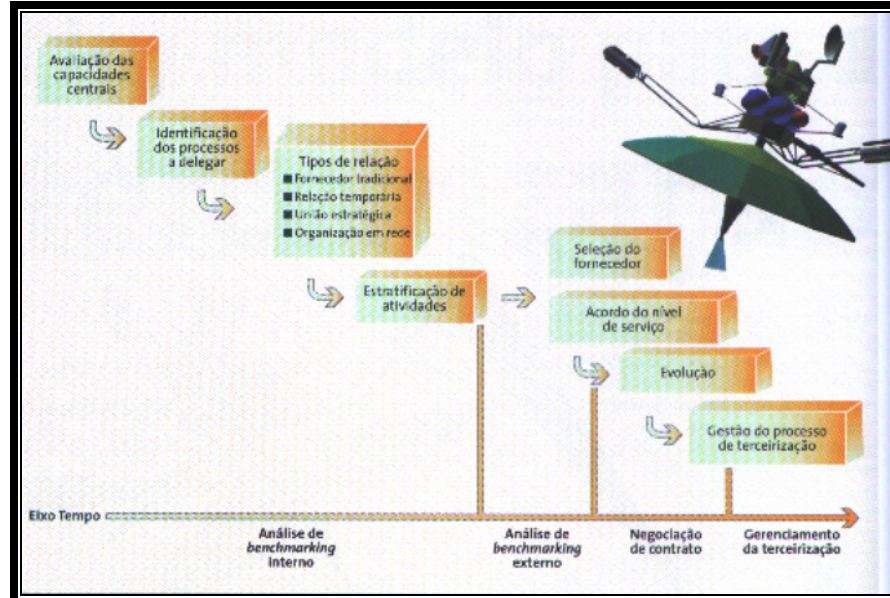 Avaliação das
capacidades
centrais
Identificação
dos processos
a delegar
Tipos de relação
Fornecedor tradicional
Relação temporária
União estratégica
Organização em rede
Estratificação de
atividades
Seleção do
fornecedor
Acordo do nível
de serviço
Evolução
Gestão do processo
de terceirização
Eixo Tempo
Análise de
benchmarking
interno
Análise de
benchmarking
externo
Negociação
de contrato
Gerenciamento
da terceirização